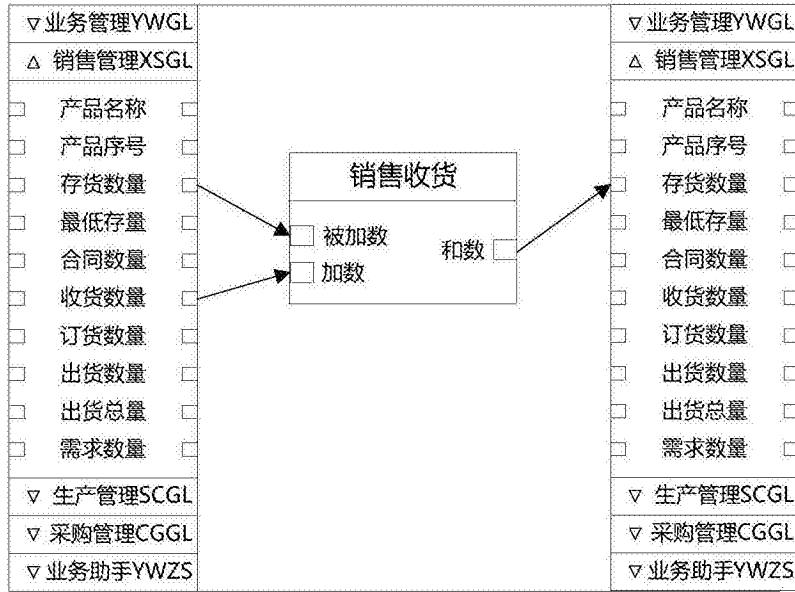 ▽业务管理YWGL
△ 销售管理XSGL
产品名称
产品序号
存货数量
最低存量
合同数量
收货数量
订货数量
出货数量
出货总量
需求数量
▽ 生产管理SCGL
▽ 采购管理CGGL
▽业务助手YWZS
销售收货
被加数
加数
和数
▽业务管理YWGL
△ 销售管理XSGL
产品名称
产品序号
存货数量
最低存量
合同数量
收货数量
订货数量
出货数量
出货总量
需求数量
▽ 生产管理SCGL
▽ 采购管理CGGL
▽业务助手YWZS